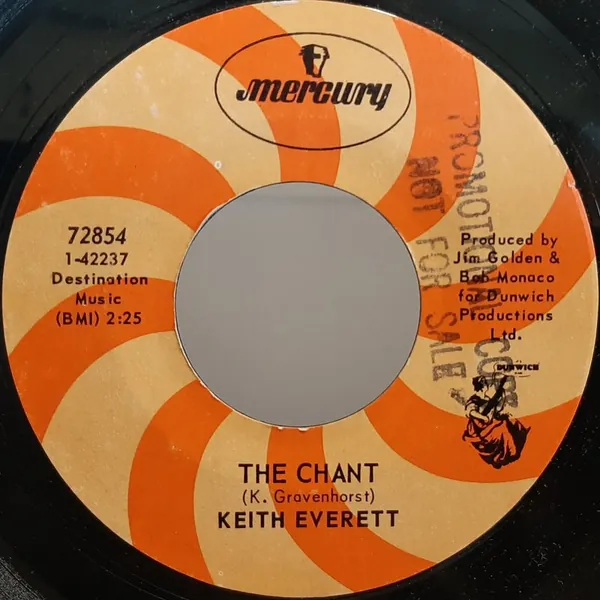 mercury
72854
1-42237
Destination
Music
(BMI) 2:25
PROMOTIONAL COPY
NOT FOR SALE
Produced by
Jim Golden &
Bob Monaco
for Dunwich
Productions
Ltd.
DUNWICH
THE CHANT
(K. Gravenhorst)
KEITH EVERETT